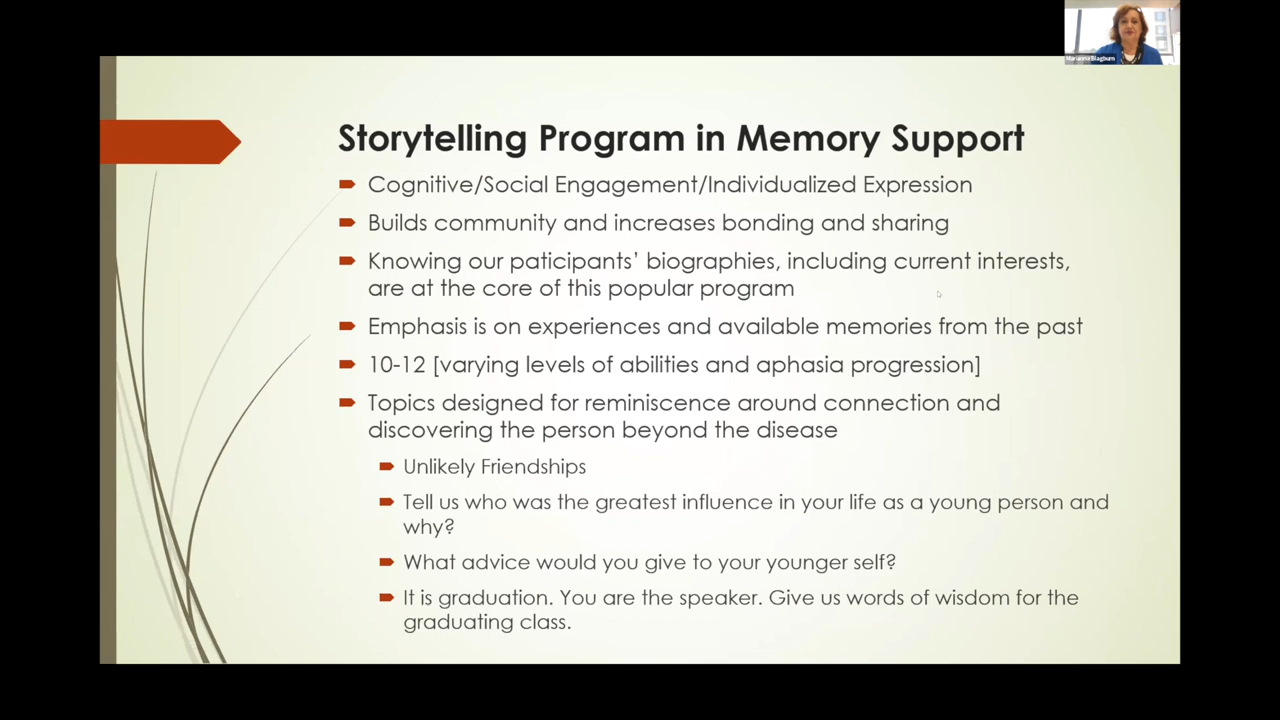 Marianna Blagburn
Storytelling Program in Memory Support
Cognitive/Social Engagement/Individualized Expression
Builds community and increases bonding and sharing
Knowing our paticipants’ biographies, including current interests,
are at the core of this popular program
Emphasis is on experiences and available memories from the past
10-12 [varying levels of abilities and aphasia progression]
Topics designed for reminiscence around connection and
discovering the person beyond the disease
Unlikely Friendships
Tell us who was the greatest influence in your life as a young person and
why?
What advice would you give to your younger self?
It is graduation. You are the speaker. Give us words of wisdom for the
graduating class.